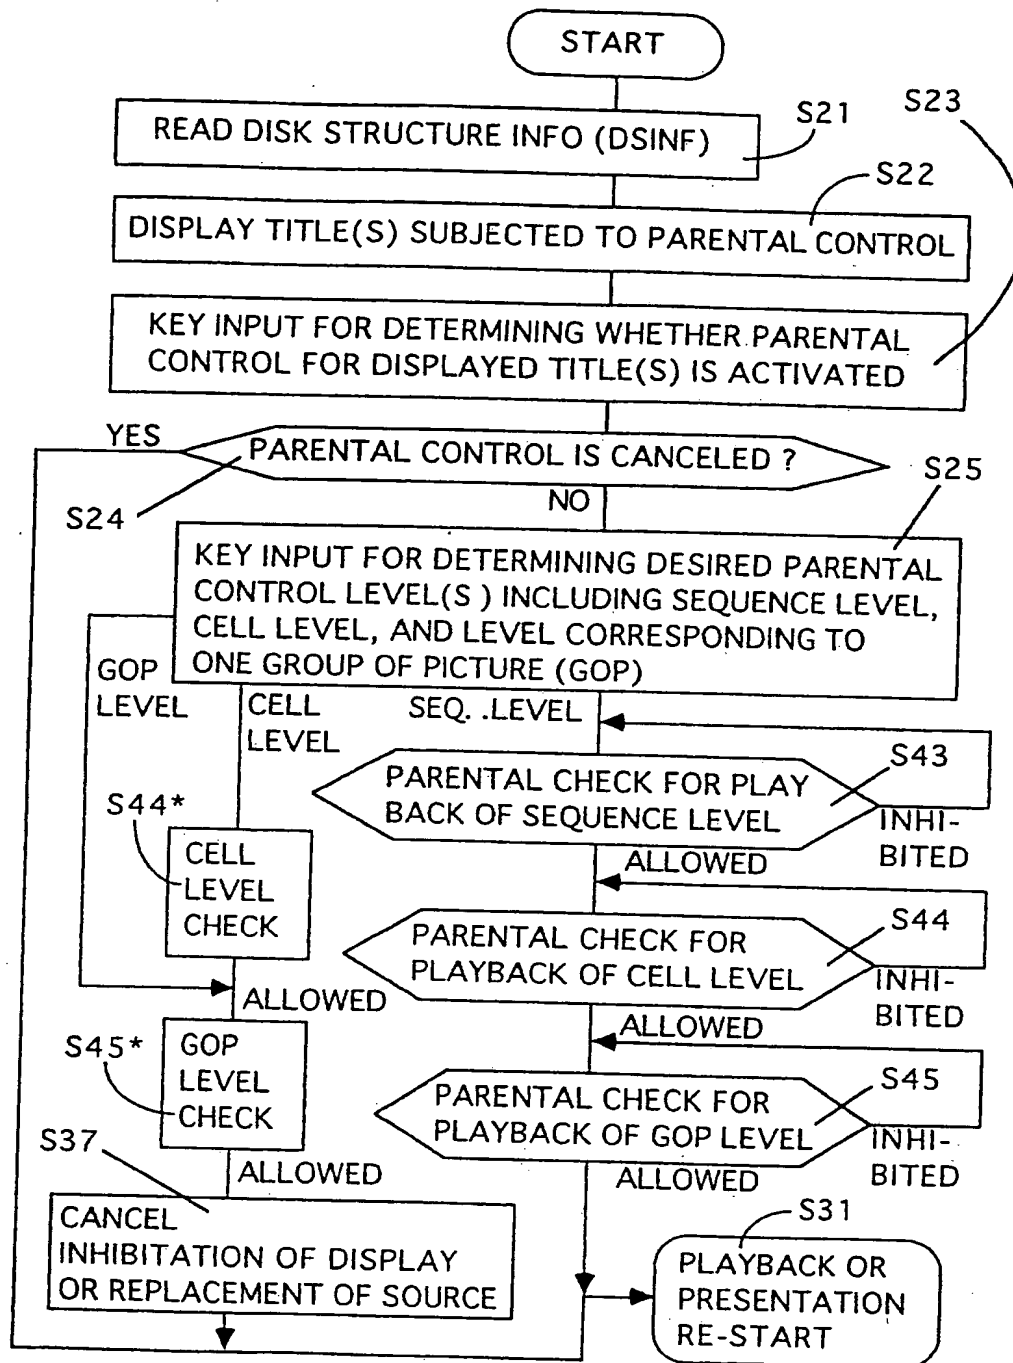 START
READ DISK STRUCTURE INFO (DSINF)
S21
S23
S22
DISPLAY TITLE(S) SUBJECTED TO PARENTAL CONTROL
KEY INPUT FOR DETERMINING WHETHER PARENTAL
CONTROL FOR DISPLAYED TITLE(S) IS ACTIVATED
YES
PARENTAL CONTROL IS CANCELED ?
S24
NO
S25
KEY INPUT FOR DETERMINING DESIRED PARENTAL
CONTROL LEVEL(S ) INCLUDING SEQUENCE LEVEL,
CELL LEVEL, AND LEVEL CORRESPONDING TO
ONE GROUP OF PICTURE (GOP)
GOP
LEVEL
CELL
LEVEL
SEQ. .LEVEL
PARENTAL CHECK FOR PLAY
BACK OF SEQUENCE LEVEL
S43
INHI-
BITED
ALLOWED
S44*
CELL
LEVEL
CHECK
PARENTAL CHECK FOR
PLAYBACK OF CELL LEVEL
S44
INHI-
BITED
ALLOWED
ALLOWED
S45*
GOP
LEVEL
CHECK
PARENTAL CHECK FOR
PLAYBACK OF GOP LEVEL
S45
INHI-
BITED
ALLOWED
S37
ALLOWED
CANCEL
INHIBITATION OF DISPLAY
OR REPLACEMENT OF SOURCE
S31
PLAYBACK OR
PRESENTATION
RE-START